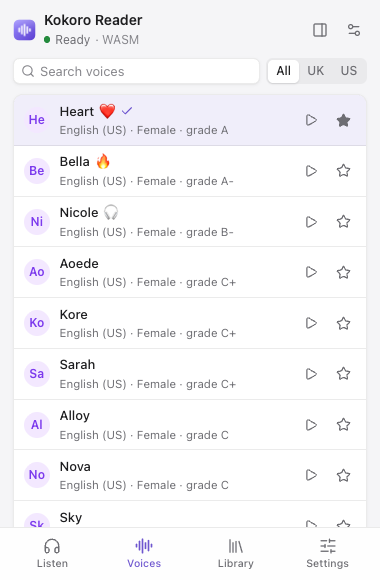 Kokoro Reader
Ready · WASM
Search voices
All UK US
He Heart ❤️ ✓
English (US) · Female · grade A
Be Bella 🔥
English (US) · Female · grade A-
Ni Nicole 🎧
English (US) · Female · grade B-
Ao Aoede
English (US) · Female · grade C+
Ko Kore
English (US) · Female · grade C+
Sa Sarah
English (US) · Female · grade C+
Al Alloy
English (US) · Female · grade C
No Nova
English (US) · Female · grade C
Sk Sky
Listen Voices Library Settings